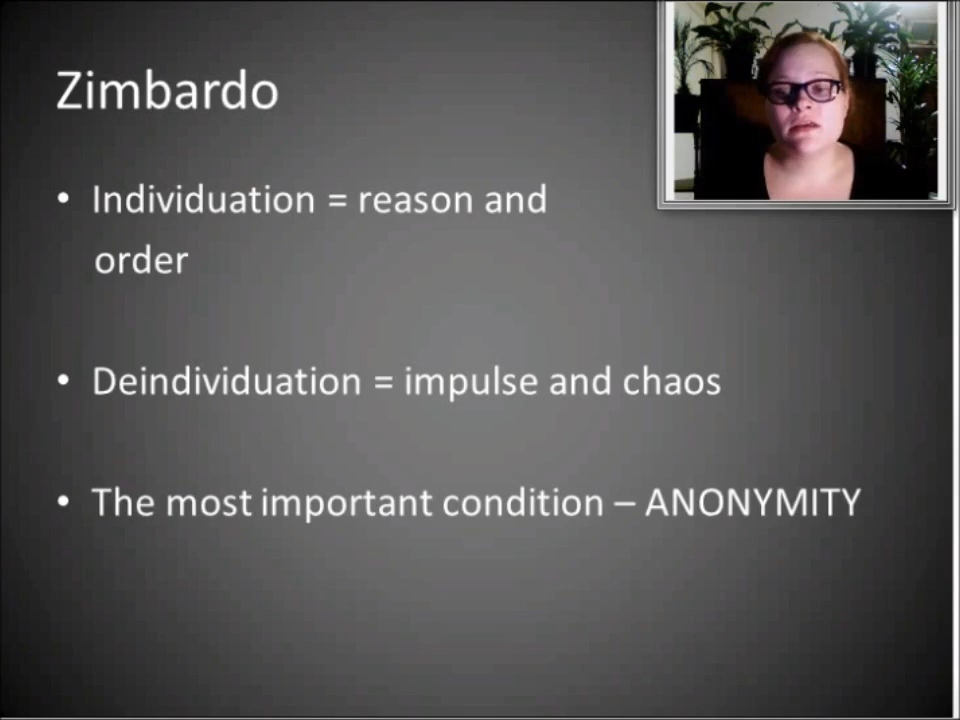 Zimbardo
• Individuation = reason and
order
• Deindividuation = impulse and chaos
• The most important condition – ANONYMITY